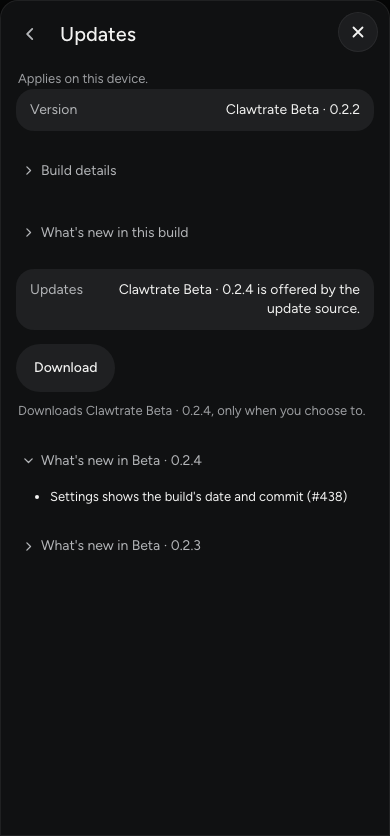 Updates
Applies on this device.
Version Clawtrate Beta · 0.2.2
Build details
What's new in this build
Updates Clawtrate Beta · 0.2.4 is offered by the
update source.
Download
Downloads Clawtrate Beta · 0.2.4, only when you choose to.
What's new in Beta · 0.2.4
• Settings shows the build's date and commit (#438)
What's new in Beta · 0.2.3